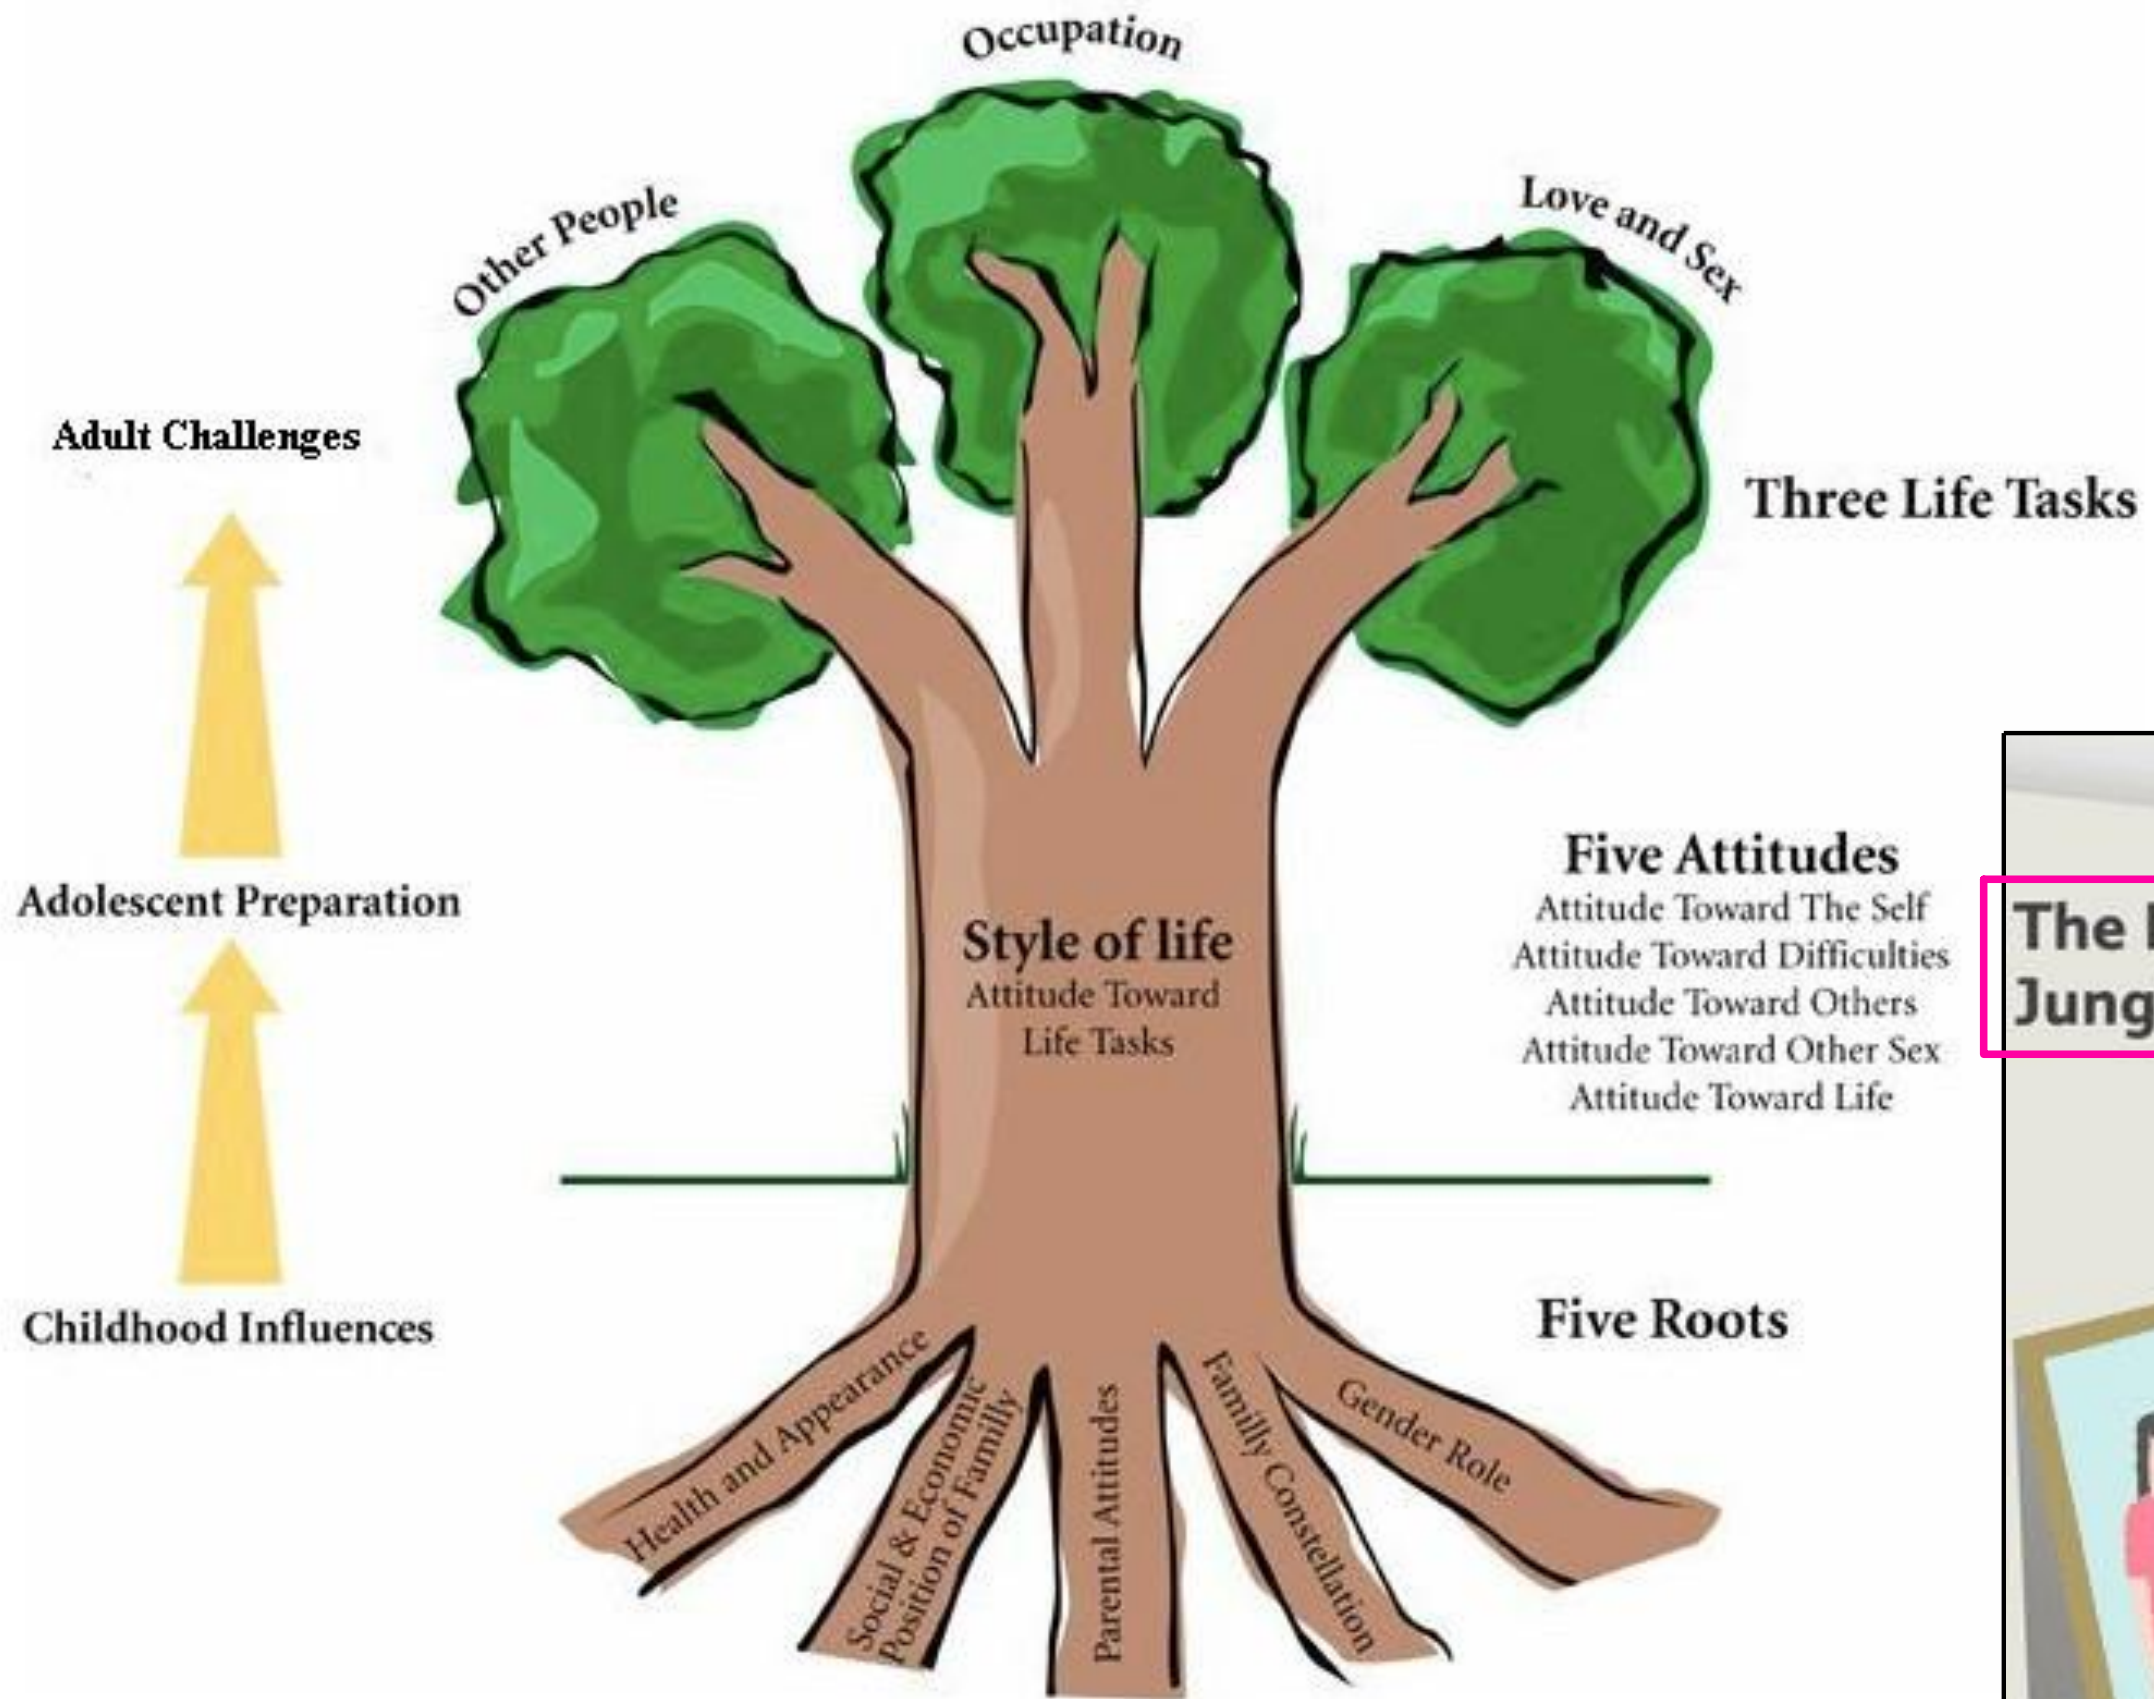 Occupation
Other People
Love and Sex
Adult Challenges
Three Life Tasks
Adolescent Preparation
Five Attitudes
Attitude Toward The Self
Attitude Toward Difficulties
Attitude Toward Others
Attitude Toward Other Sex
Attitude Toward Life
Style of life
Attitude Toward
Life Tasks
The
Jung
Childhood Influences
Five Roots
Health and Appearance
Social & Economic
Position of Familly
Parental Attitudes
Familly Constellation
Gender Role